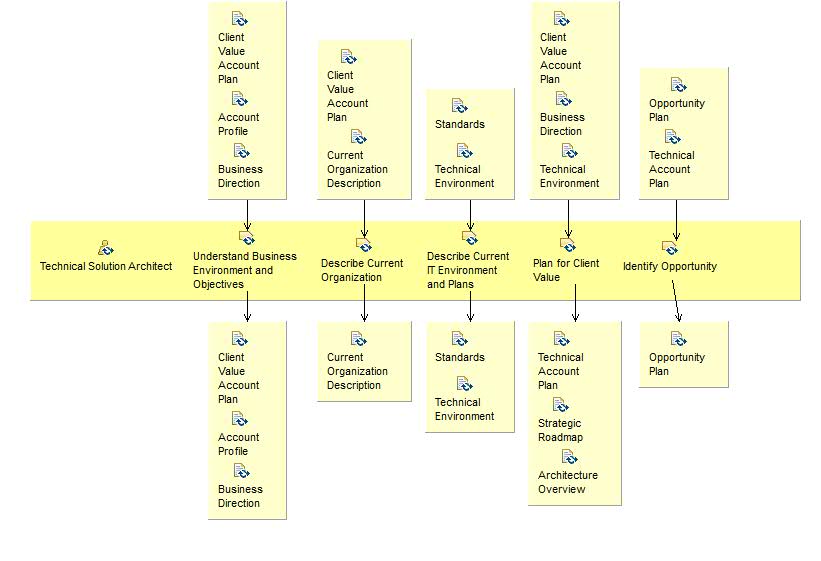 Client
Value
Account
Plan
Account
Profile
Business
Direction
Client
Value
Account
Plan
Current
Organization
Description
Standards
Technical
Environment
Client
Value
Account
Plan
Business
Direction
Technical
Environment
Opportunity
Plan
Technical
Account
Plan
Technical Solution Architect
Understand Business
Environment and
Objectives
Describe Current
Organization
Describe Current
IT Environment
and Plans
Plan for Client
Value
Identify Opportunity
Client
Value
Account
Plan
Account
Profile
Business
Direction
Current
Organization
Description
Standards
Technical
Environment
Technical
Account
Plan
Strategic
Roadmap
Architecture
Overview
Opportunity
Plan